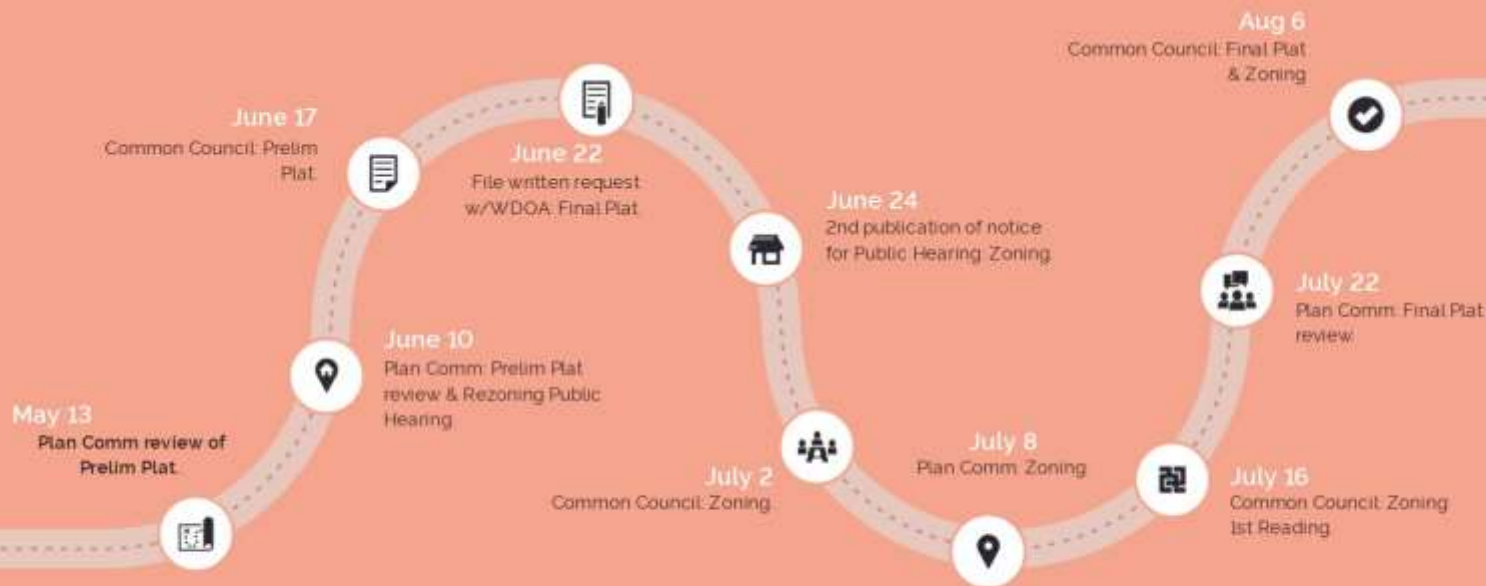 May 13
Plan Comm review of
Prelim Plat
June 10
Plan Comm: Prelim Plat
review & Rezoning Public
Hearing
June 17
Common Council: Prelim
Plat
June 22
File written request
w/WDOA: Final Plat
June 24
2nd publication of notice
for Public Hearing: Zoning
July 2
Common Council: Zoning
July 8
Plan Comm: Zoning
July 16
Common Council: Zoning
1st Reading
July 22
Plan Comm: Final Plat
review
Aug 6
Common Council: Final Plat
& Zoning